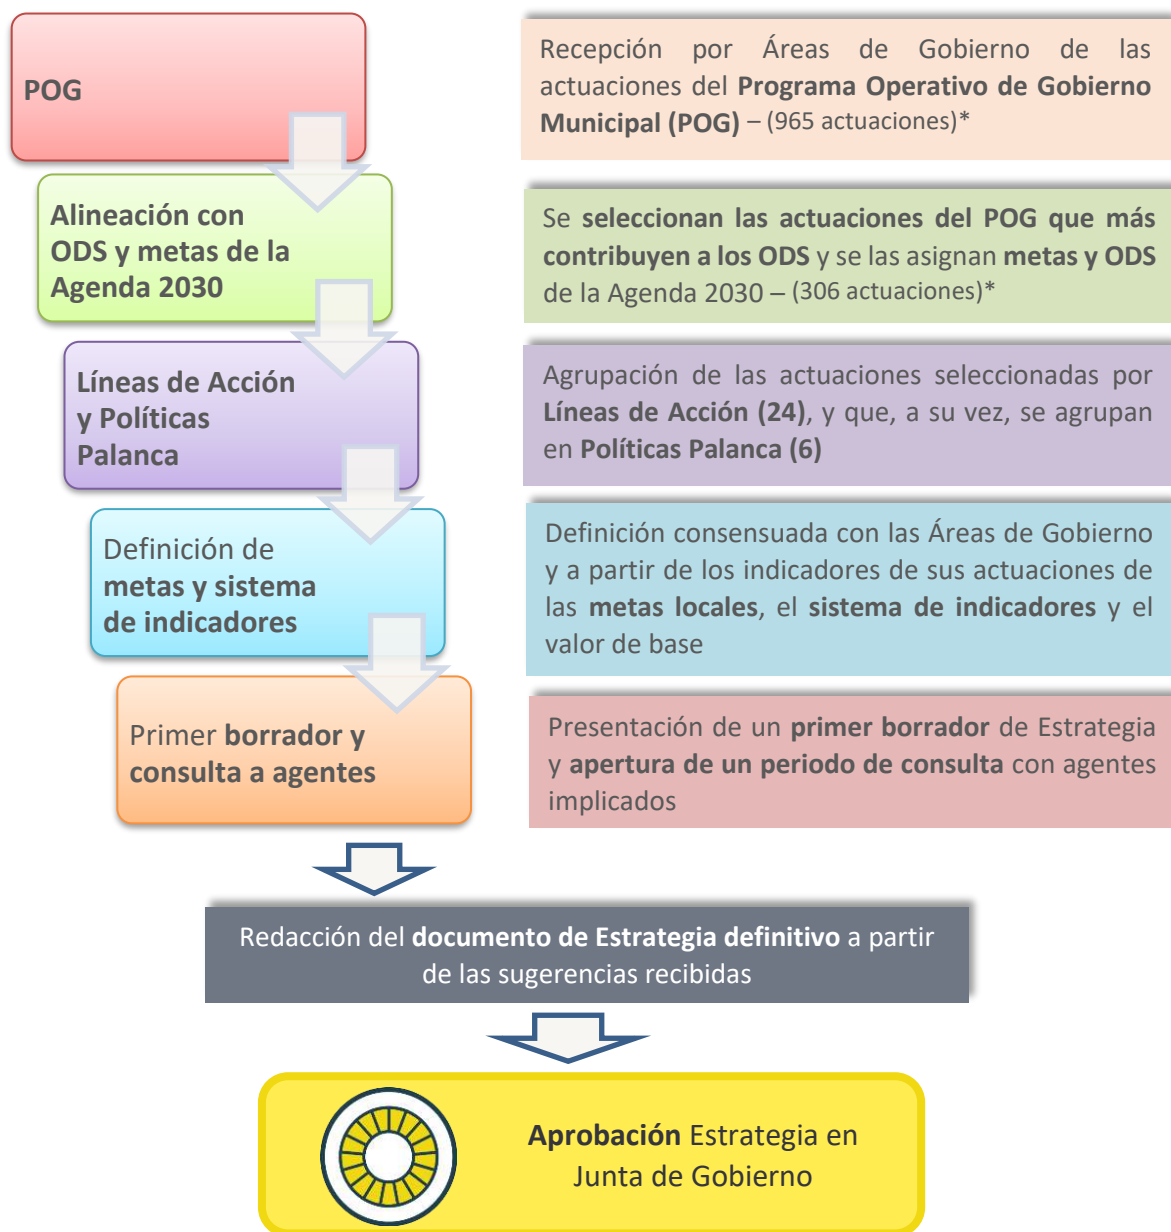 POG
Recepción por Áreas de Gobierno de las
actuaciones del Programa Operativo de Gobierno
Municipal (POG) – (965 actuaciones)*
Alineación con
ODS y metas de la
Agenda 2030
Se seleccionan las actuaciones del POG que más
contribuyen a los ODS y se las asignan metas y ODS
de la Agenda 2030 – (306 actuaciones)*
Líneas de Acción
y Políticas
Palanca
Agrupación de las actuaciones seleccionadas por
Líneas de Acción (24), y que, a su vez, se agrupan
en Políticas Palanca (6)
Definición de
metas y sistema
de indicadores
Definición consensuada con las Áreas de Gobierno
y a partir de los indicadores de sus actuaciones de
las metas locales, el sistema de indicadores y el
valor de base
Primer borrador y
consulta a agentes
Presentación de un primer borrador de Estrategia
y apertura de un periodo de consulta con agentes
implicados
Redacción del documento de Estrategia definitivo a partir
de las sugerencias recibidas
Aprobación Estrategia en
Junta de Gobierno